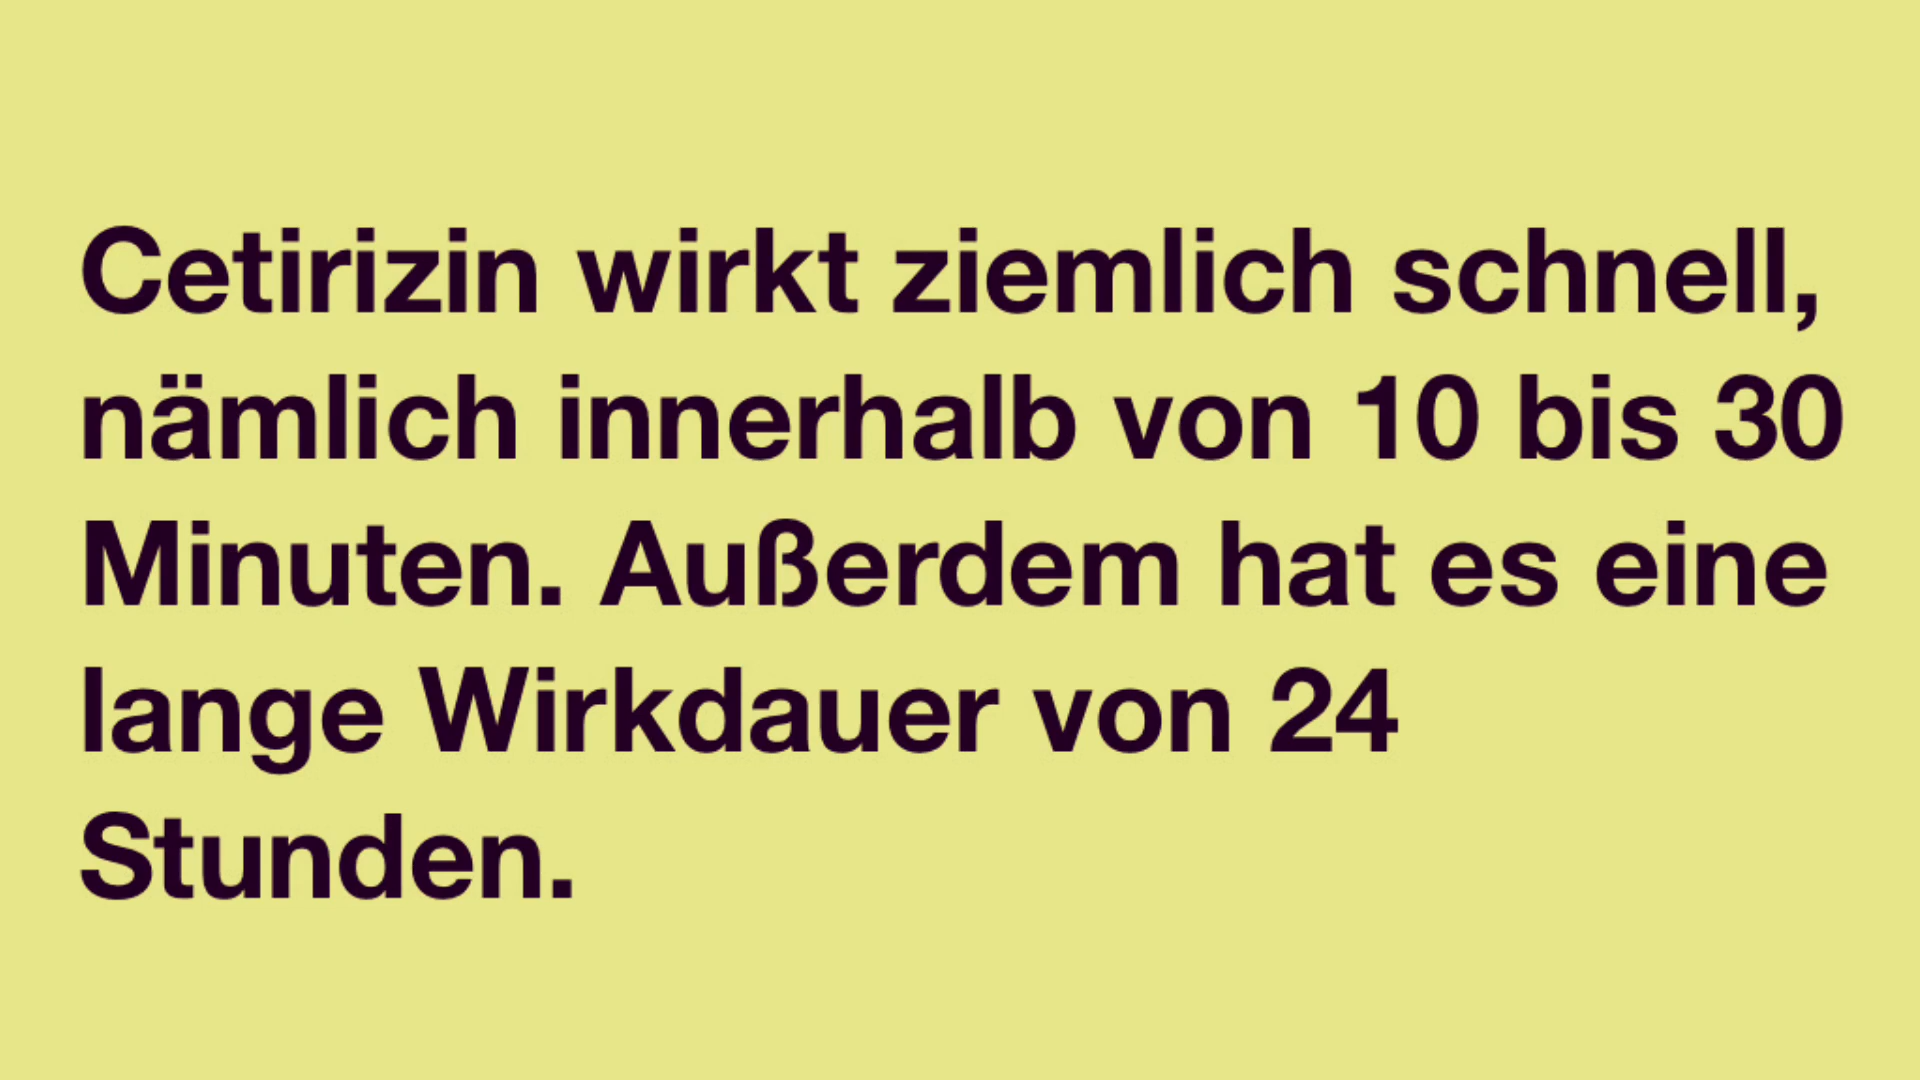 Cetirizin wirkt ziemlich schnell,
nämlich innerhalb von 10 bis 30
Minuten. Außerdem hat es eine
lange Wirkdauer von 24
Stunden.